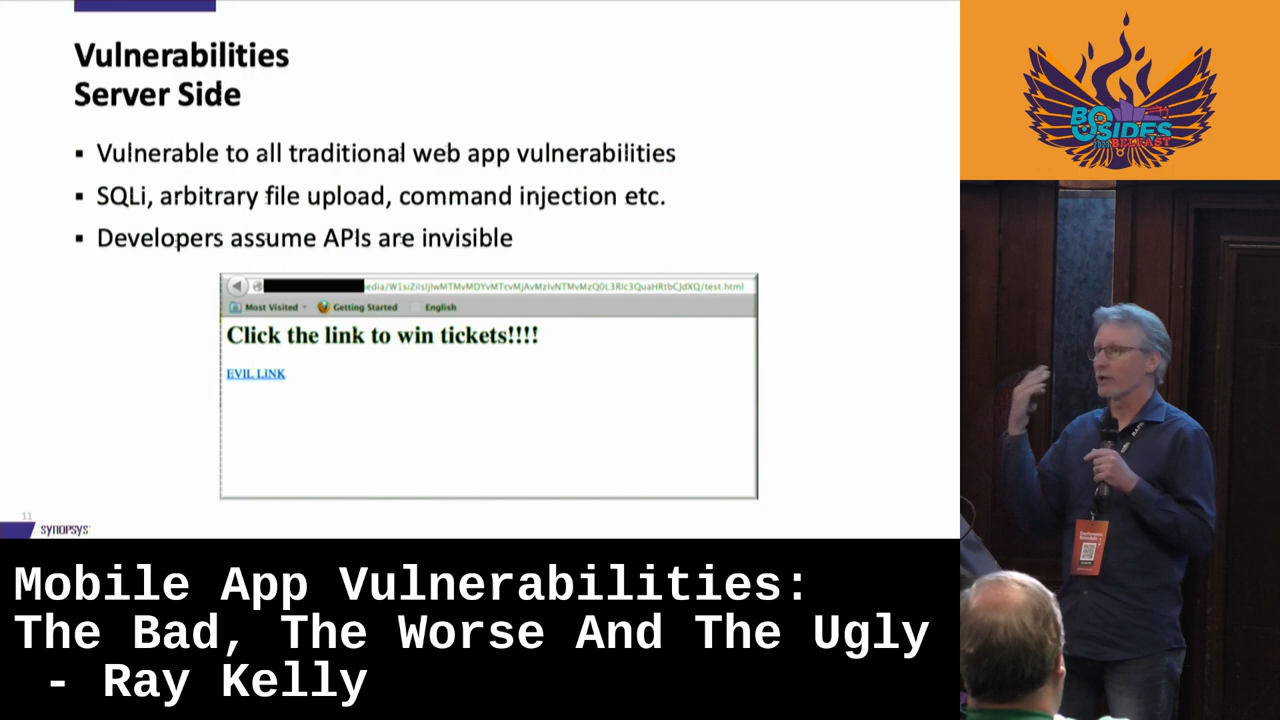 Vulnerabilities
Server Side
▪ Vulnerable to all traditional web app vulnerabilities
▪ SQLi, arbitrary file upload, command injection etc.
▪ Developers assume APIs are invisible
Most Visited Getting Started English
Click the link to win tickets!!!!
EVIL LINK
11
SYNOPSYS
BSIDES
BELFAST
Mobile App Vulnerabilities:
The Bad, The Worse And The Ugly
- Ray Kelly